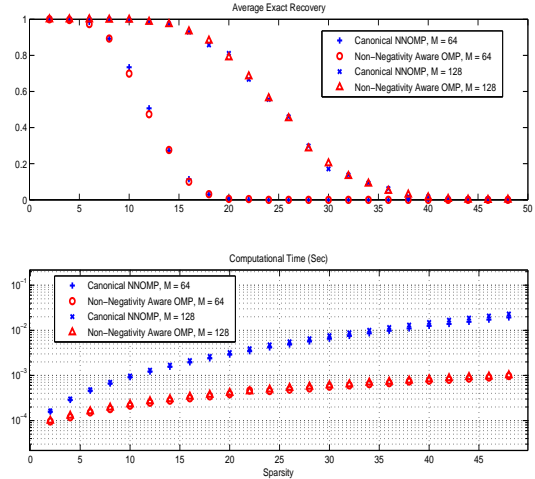 Average Exact Recovery
1
0.8
0.6
0.4
0.2
0
0 5 10 15 20 25 30 35 40 45 50
Canonical NNOMP, M = 64
Non−Negativity Aware OMP, M = 64
Canonical NNOMP, M = 128
Non−Negativity Aware OMP, M = 128
Computational Time (Sec)
10−1
10−2
10−3
10−4
0 5 10 15 20 25 30 35 40 45
Canonical NNOMP, M = 64
Non−Negativity Aware OMP, M = 64
Canonical NNOMP, M = 128
Non−Negativity Aware OMP, M = 128
Sparsity